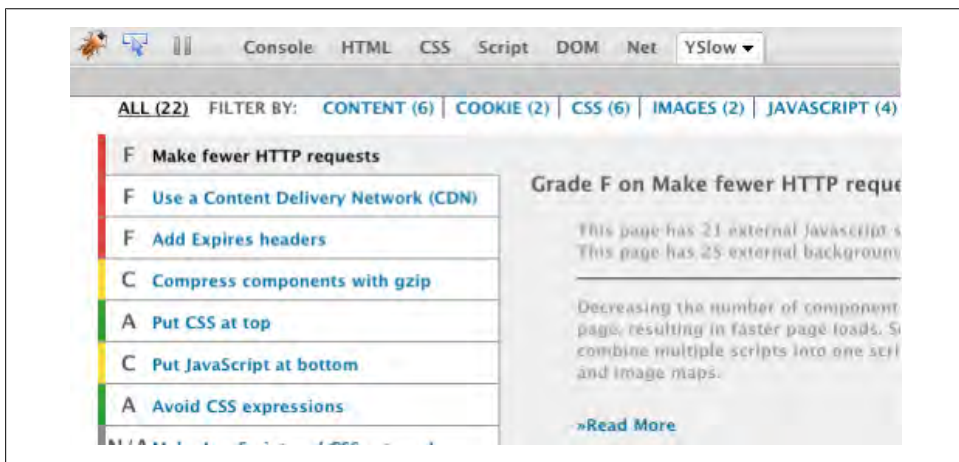 Console HTML CSS Script DOM Net YSlow
ALL (22) FILTER BY: CONTENT (6) | COOKIE (2) | CSS (6) | IMAGES (2) | JAVASCRIPT (4)
F Make fewer HTTP requests
F Use a Content Delivery Network (CDN)
F Add Expires headers
C Compress components with gzip
A Put CSS at top
C Put JavaScript at bottom
A Avoid CSS expressions
N/A
Grade F on Make fewer HTTP reque
This page has 21 external Javascript s
This page has 25 external background
Decreasing the number of component
page, resulting in faster page loads. S
combine multiple scripts into one scri
and image maps.
»Read More